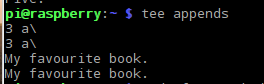 pi@raspberry:~ $ tee appends
3 a\
3 a\
My favourite book.
My favourite book.